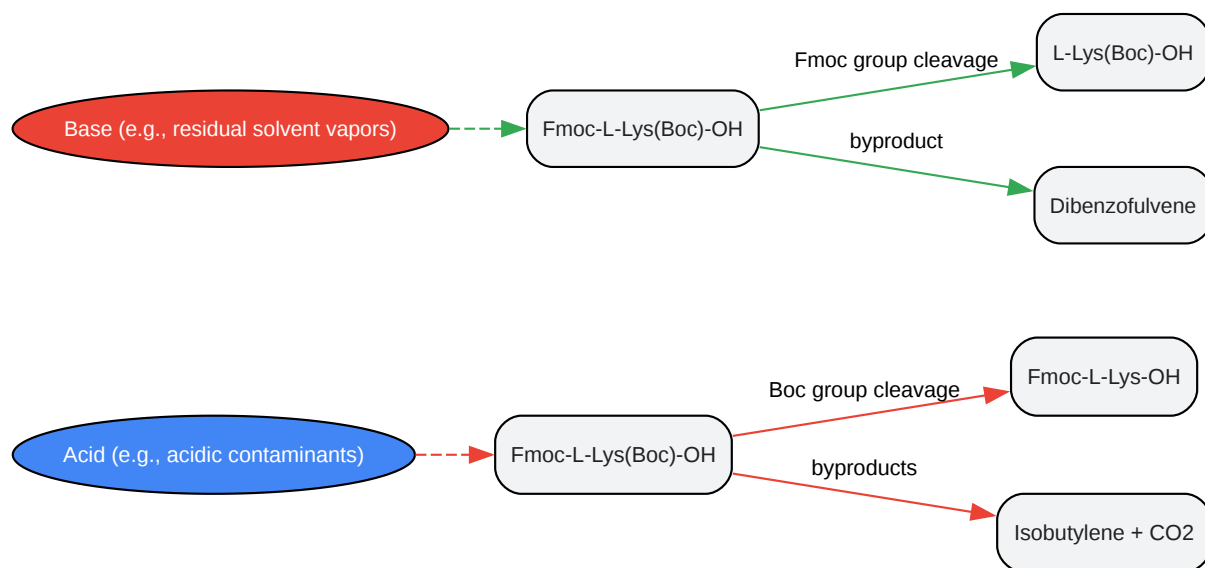 L-Lys(Boc)-OH
Fmoc group cleavage
Base (e.g., residual solvent vapors)
Fmoc-L-Lys(Boc)-OH
byproduct
Dibenzofulvene
Fmoc-L-Lys-OH
Boc group cleavage
Acid (e.g., acidic contaminants)
Fmoc-L-Lys(Boc)-OH
byproducts
Isobutylene + CO2